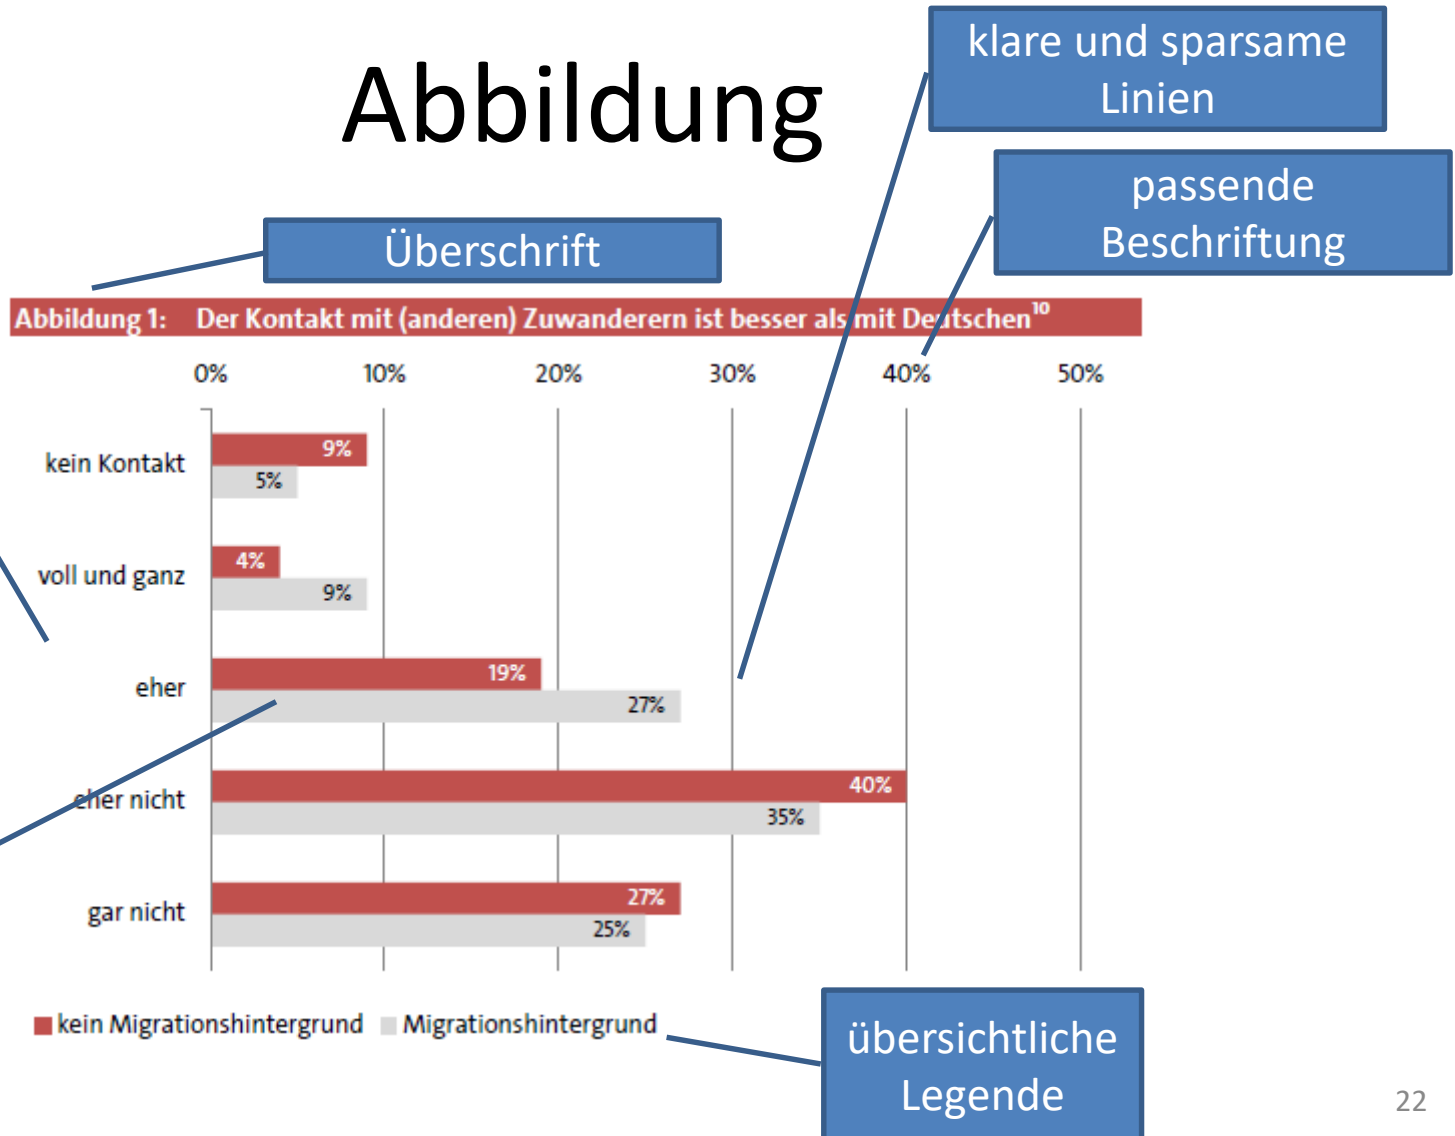 Abbildung
klare und sparsame
Linien
passende
Beschriftung
Überschrift
Abbildung 1: Der Kontakt mit (anderen) Zuwanderern ist besser als mit Deutschen¹⁰
0% 10% 20% 30% 40% 50%
kein Kontakt
9%
5%
voll und ganz
4%
9%
eher
19%
27%
eher nicht
40%
35%
gar nicht
27%
25%
kein Migrationshintergrund Migrationshintergrund
übersichtliche
Legende
22